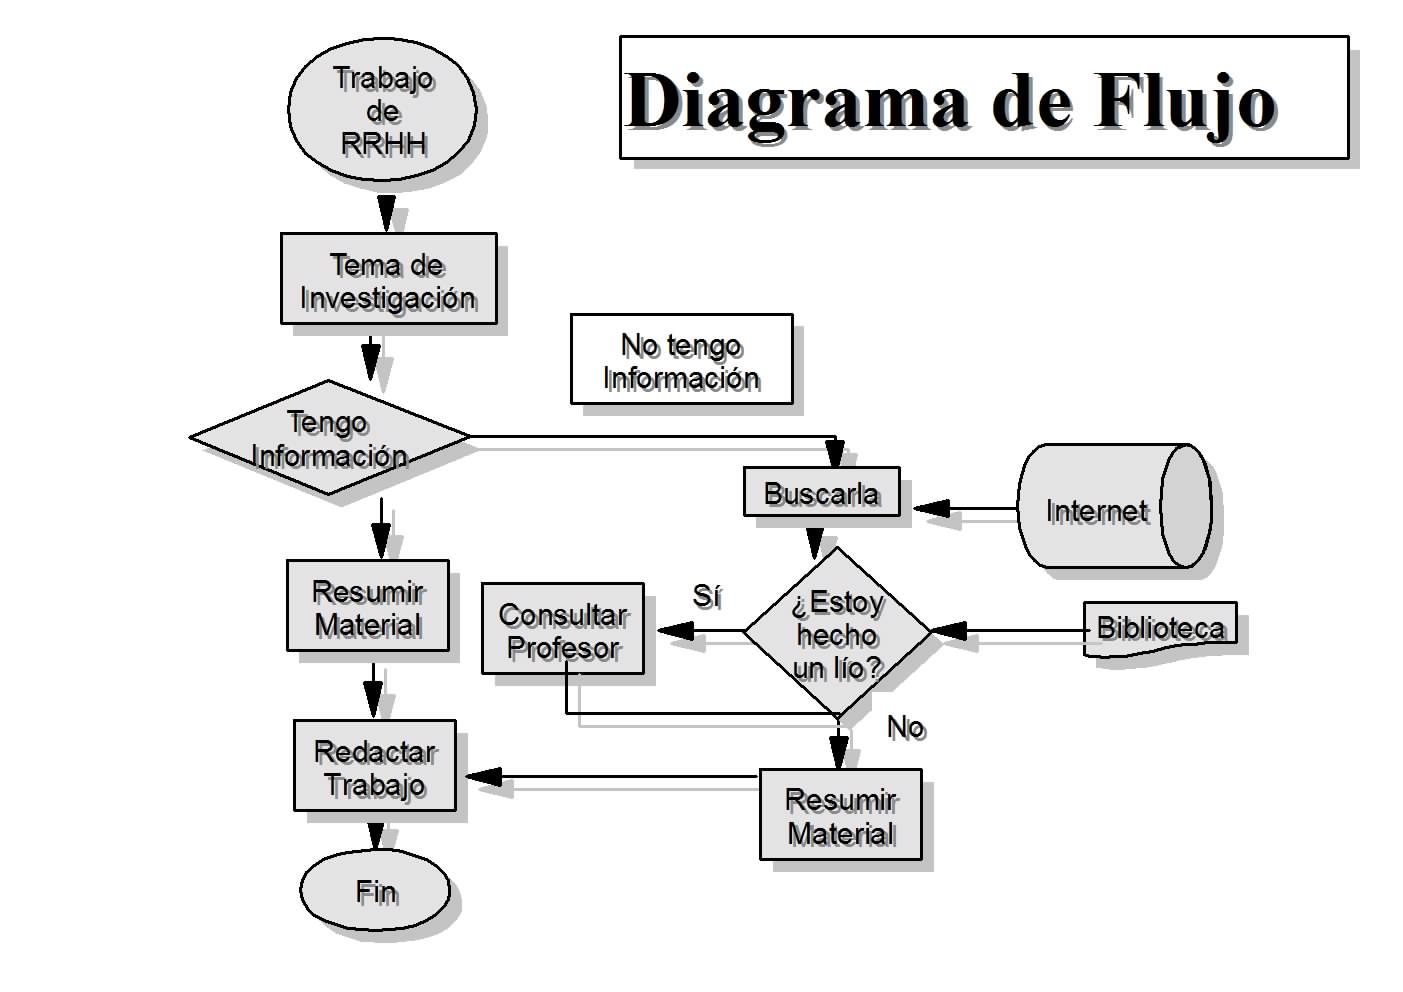 Trabajo
de
RRHH
Diagrama de Flujo
Tema de
Investigación
No tengo
Información
Tengo
Información
Buscarla
Internet
Resumir
Material
Consultar
Profesor
Sí
¿Estoy
hecho
un lío?
Biblioteca
No
Redactar
Trabajo
Resumir
Material
Fin